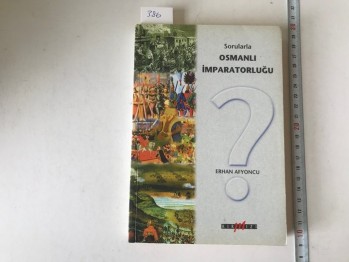 Sorularla
OSMANLI
İMPARATORLUĞU
?
ERHAN AFYONCU